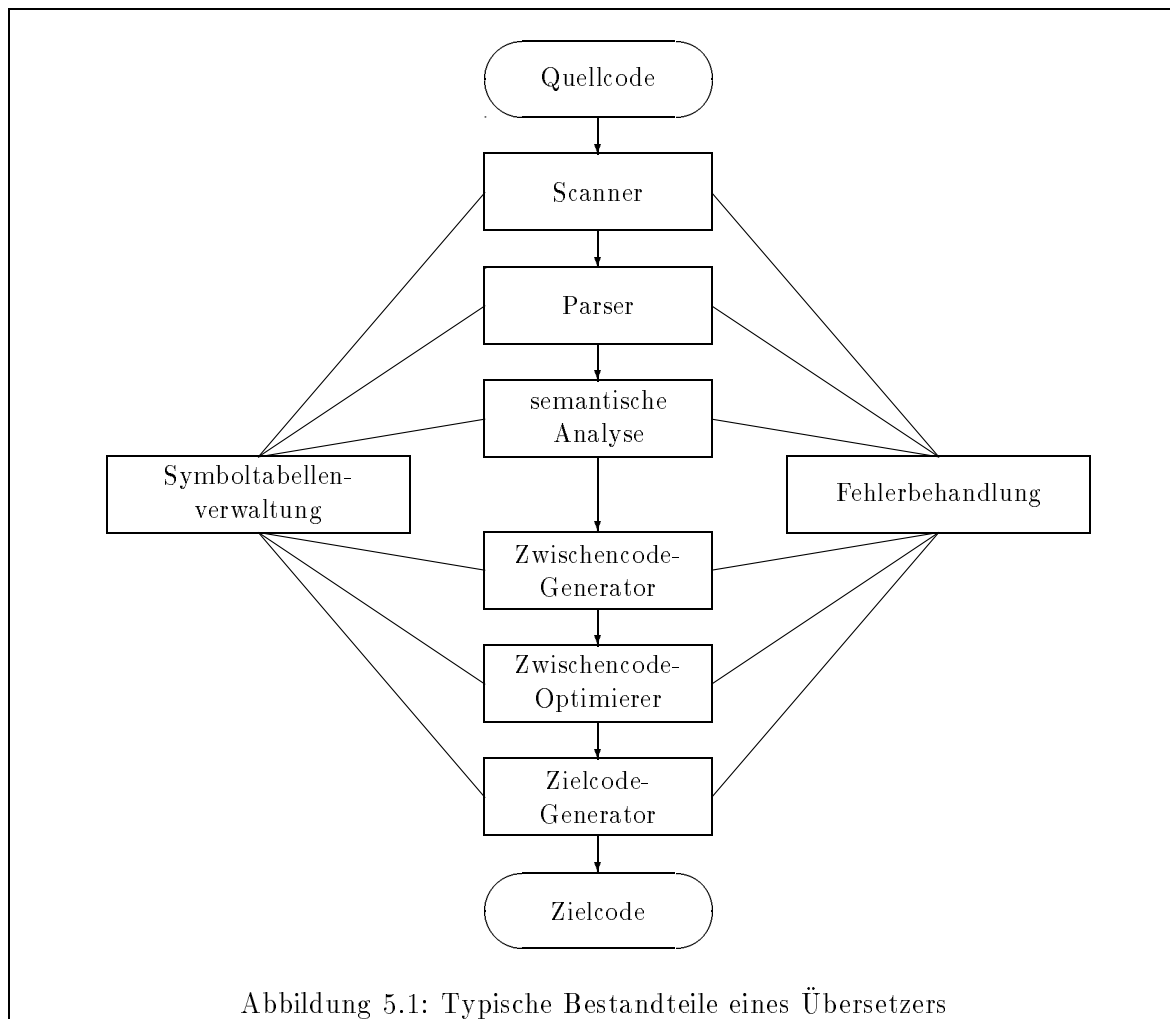 Quellcode
Scanner
Parser
semantische
Analyse
Symboltabellen-
verwaltung
Fehlerbehandlung
Zwischencode-
Generator
Zwischencode-
Optimierer
Zielcode-
Generator
Zielcode
Abbildung 5.1: Typische Bestandteile eines Übersetzers